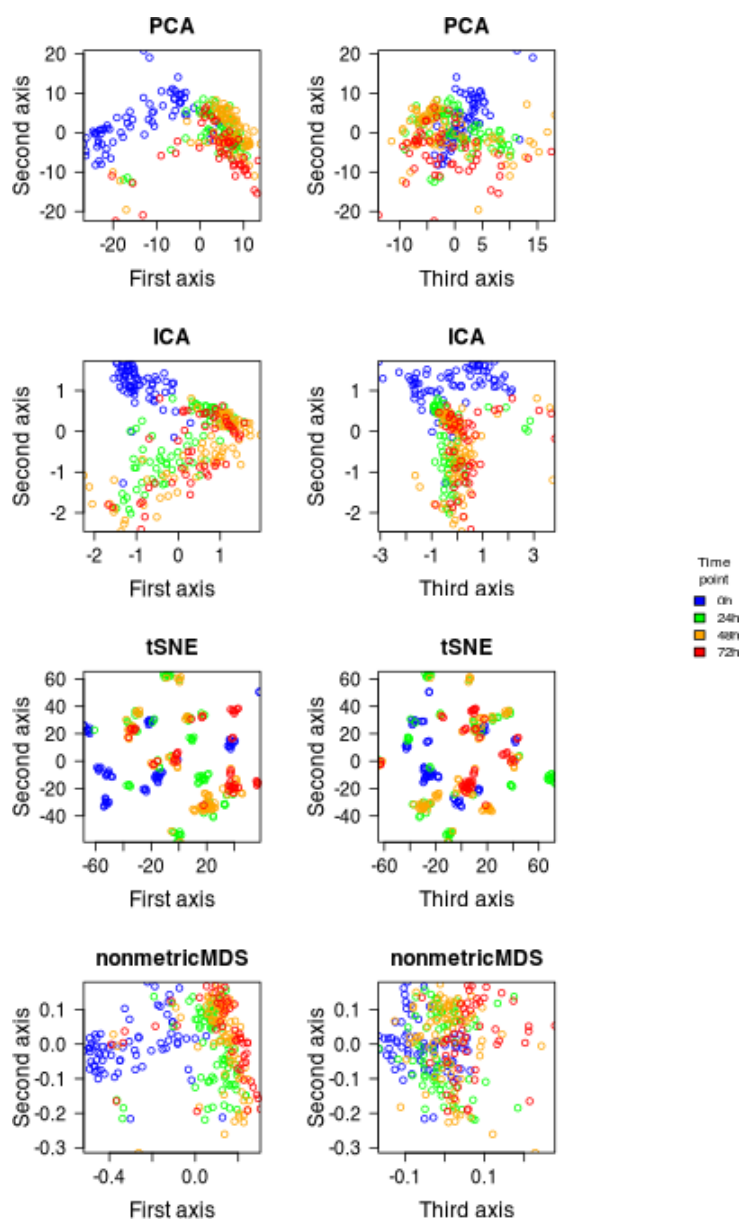 PCA PCA
Second axis Second axis
20 20
10 10
0 0
-10 -10
-20 -20
-20 -10 0 10 -10 0 5 15
First axis Third axis
ICA ICA
Second axis Second axis
1 1
0 0
-1 -1
-2 -2
-2 -1 0 1 -3 -1 1 3
First axis Third axis
Time
point
0h
24h
48h
72h
tSNE tSNE
Second axis Second axis
60 60
40 40
20 20
0 0
-20 -20
-40 -40
-60 -20 20 -60 -20 20 60
First axis Third axis
nonmetricMDS nonmetricMDS
Second axis Second axis
0.1 0.1
0.0 0.0
-0.1 -0.1
-0.2 -0.2
-0.3 -0.3
-0.4 0.0 -0.1 0.1
First axis Third axis